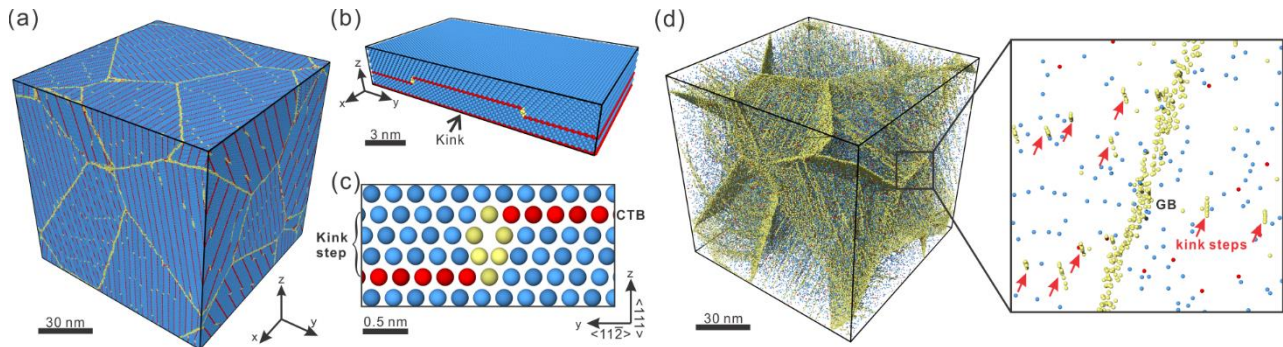 (a)
z
x
y
30 nm
(b)
z
x
y
3 nm
Kink
(c)
Kink
step
CTB
0.5 nm
z
y
<112̅>
<111>
(d)
z
x
y
30 nm
GB
kink steps